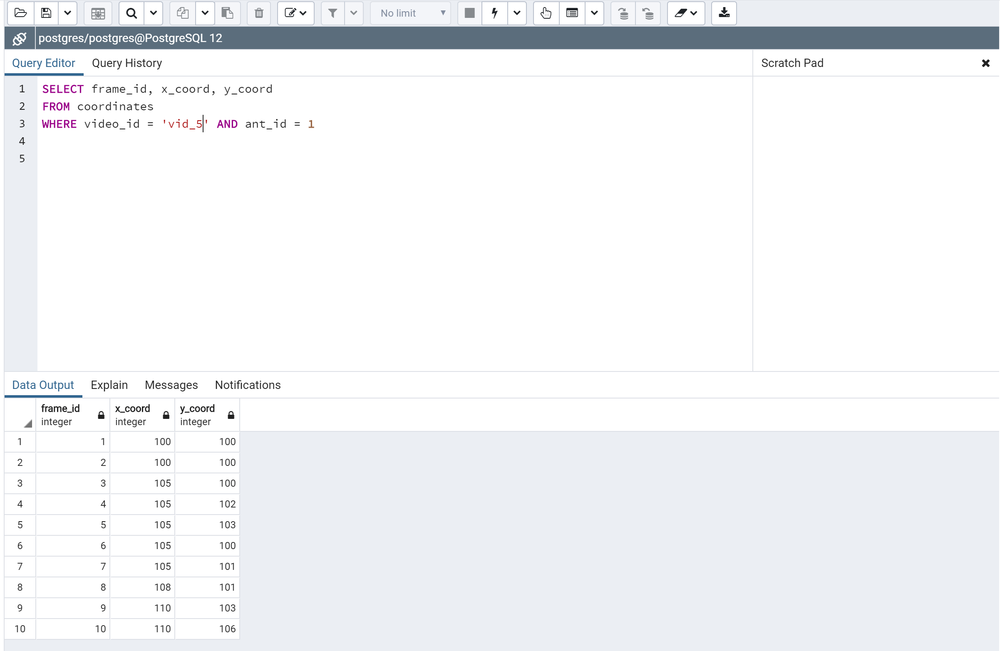 No limit
postgres/postgres@PostgreSQL 12
Query Editor Query History Scratch Pad
1 SELECT frame_id, x_coord, y_coord
2 FROM coordinates
3 WHERE video_id = 'vid_5' AND ant_id = 1
4
5
Data Output Explain Messages Notifications
frame_id x_coord y_coord
integer integer integer
1 1 100 100
2 2 100 100
3 3 105 100
4 4 105 102
5 5 105 103
6 6 105 100
7 7 105 101
8 8 108 101
9 9 110 103
10 10 110 106